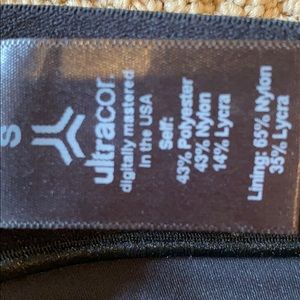 S
ultracor
digitally mastered
in the USA
Self:
43% Polyester
43% Nylon
14% Lycra
Lining: 65% Nylon
35% Lycra